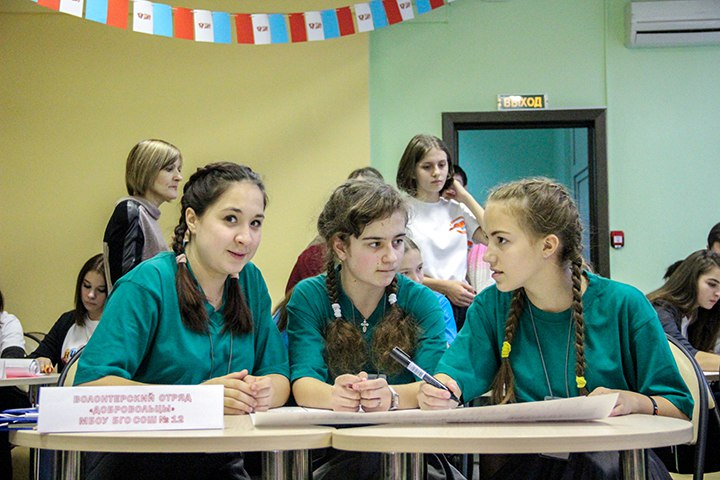 ВЫХОД
ВОЛОНТЕРСКИЙ ОТРЯД
«ДОБРОВОЛЬЦЫ»
МБОУ БГО СОШ № 12